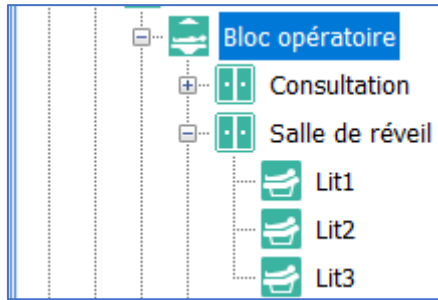 Bloc opératoire
Consultation
Salle de réveil
Lit1
Lit2
Lit3